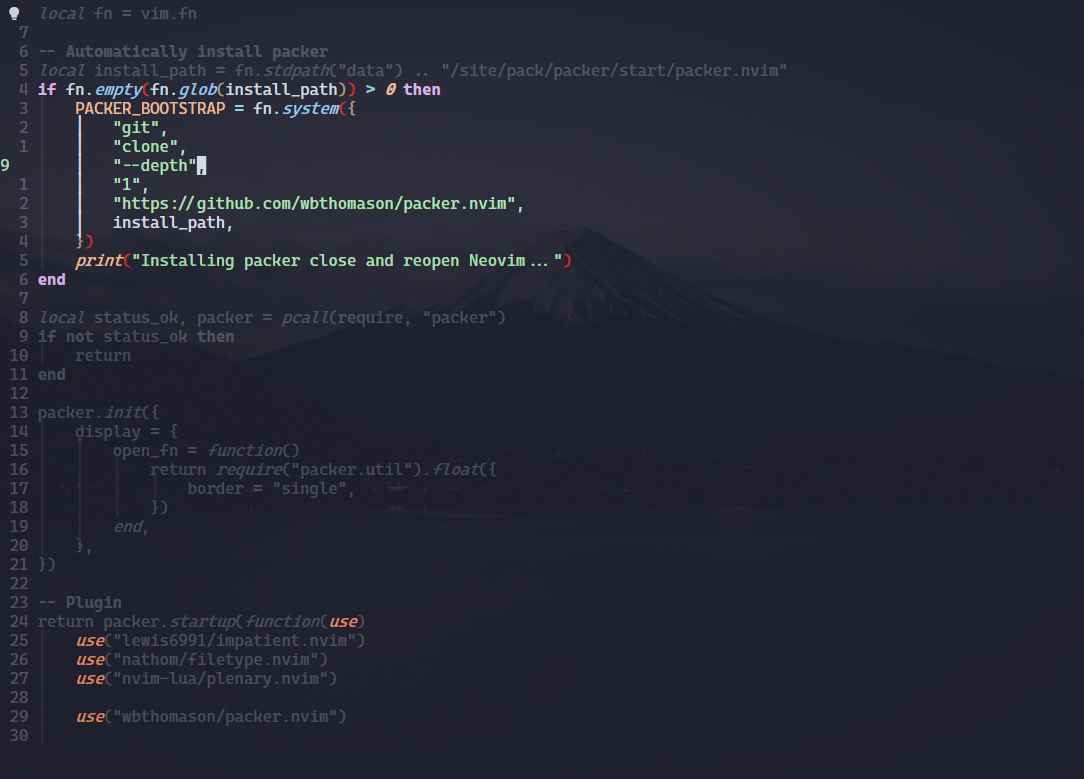 local fn = vim.fn
7
6 -- Automatically install packer
5 local install_path = fn.stdpath("data") .. "/site/pack/packer/start/packer.nvim"
4 if fn.empty(fn.glob(install_path)) > 0 then
3 PACKER_BOOTSTRAP = fn.system({
2 "git",
1 "clone",
9 "--depth",
1 "1",
2 "https://github.com/wbthomason/packer.nvim",
3 install_path,
4 })
5 print("Installing packer close and reopen Neovim...")
6 end
7
8 local status_ok, packer = pcall(require, "packer")
9 if not status_ok then
10 return
11 end
12
13 packer.init({
14 display = {
15 open_fn = function()
16 return require("packer.util").float({
17 border = "single",
18 })
19 end,
20 },
21 })
22
23 -- Plugin
24 return packer.startup(function(use)
25 use("lewis6991/impatient.nvim")
26 use("nathom/filetype.nvim")
27 use("nvim-lua/plenary.nvim")
28
29 use("wbthomason/packer.nvim")
30